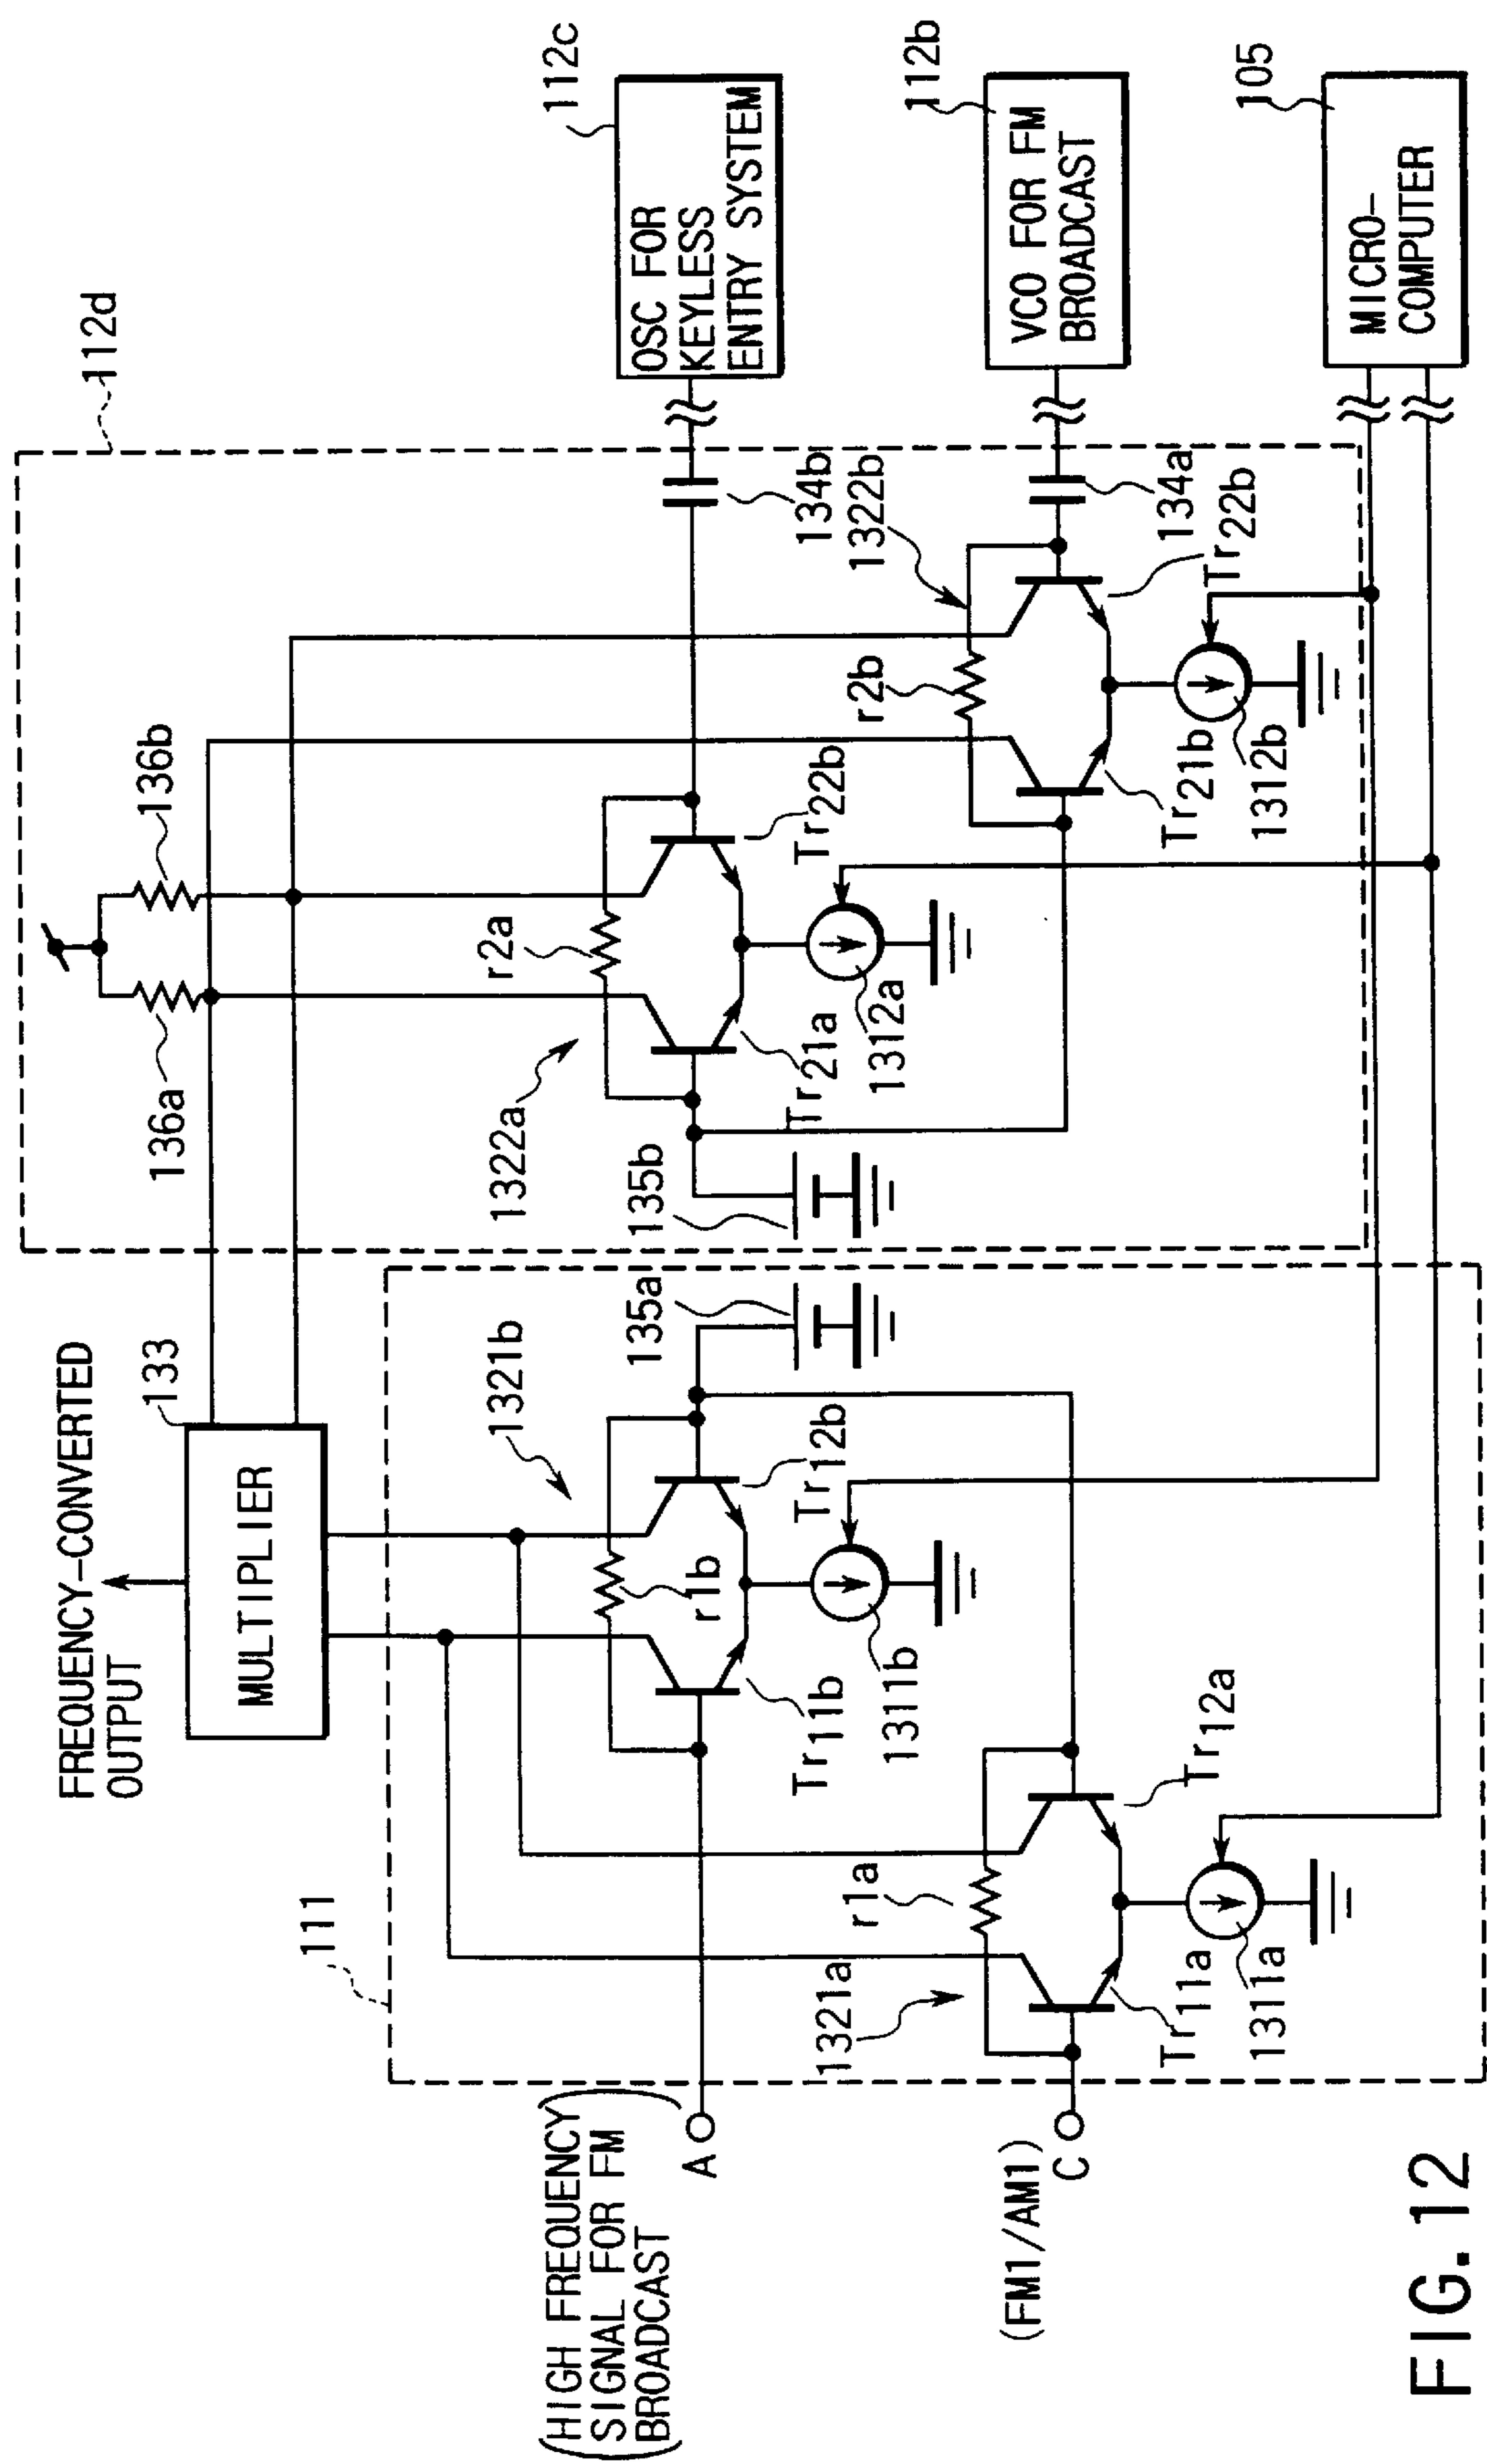 FREQUENCY-CONVERTED
OUTPUT
133
MULTIPLIER
136a
136b
112d
111
(HIGH FREQUENCY
SIGNAL FOR FM
BROADCAST)
A
1321b
r1b
135a
Tr12b
Tr11b
1311b
1322a
r2a
135b
Tr21a
Tr22b
1312a
134b
112c
OSC FOR
KEYLESS
ENTRY SYSTEM
(FM1/AM1)
C
1321a
r1a
Tr12a
Tr11a
1311a
1322b
r2b
134a
Tr22b
Tr21b
1312b
112b
VCO FOR FM
BROADCAST
105
MICRO-
COMPUTER
FIG. 12